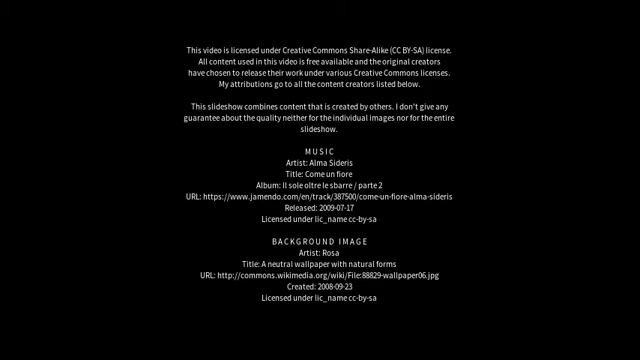 This video is licensed under Creative Commons Share-Alike (CC BY-SA) license.
All content used in this video is free available and the original creators
have chosen to release their work under various Creative Commons licenses.
My attributions go to all the content creators listed below.
This slideshow combines content that is created by others. I don't give any
guarantee about the quality neither for the individual images nor for the entire
slideshow.
MUSIC
Artist: Alma Sideris
Title: Come un fiore
Album: Il sole oltre le sbarre / parte 2
URL: https://www.jamendo.com/en/track/387500/come-un-fiore-alma-sideris
Released: 2009-07-17
Licensed under lic_name cc-by-sa
BACKGROUND IMAGE
Artist: Rosa
Title: A neutral wallpaper with natural forms
URL: http://commons.wikimedia.org/wiki/File:88829-wallpaper06.jpg
Created: 2008-09-23
Licensed under lic_name cc-by-sa